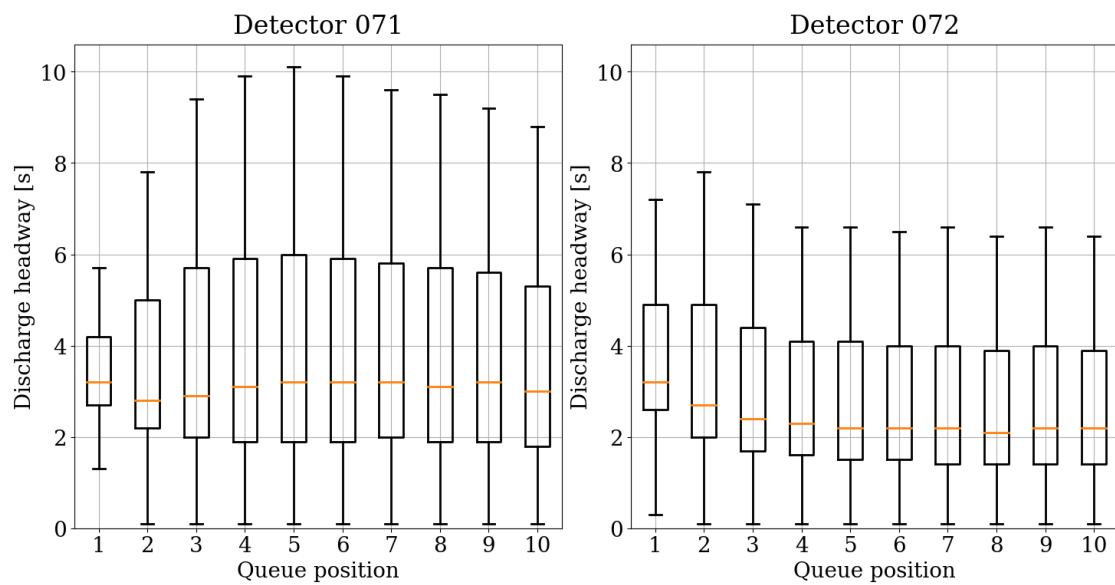 Detector 071
Discharge headway [s]
10
8
6
4
2
0
1 2 3 4 5 6 7 8 9 10
Queue position
Detector 072
Discharge headway [s]
10
8
6
4
2
0
1 2 3 4 5 6 7 8 9 10
Queue position